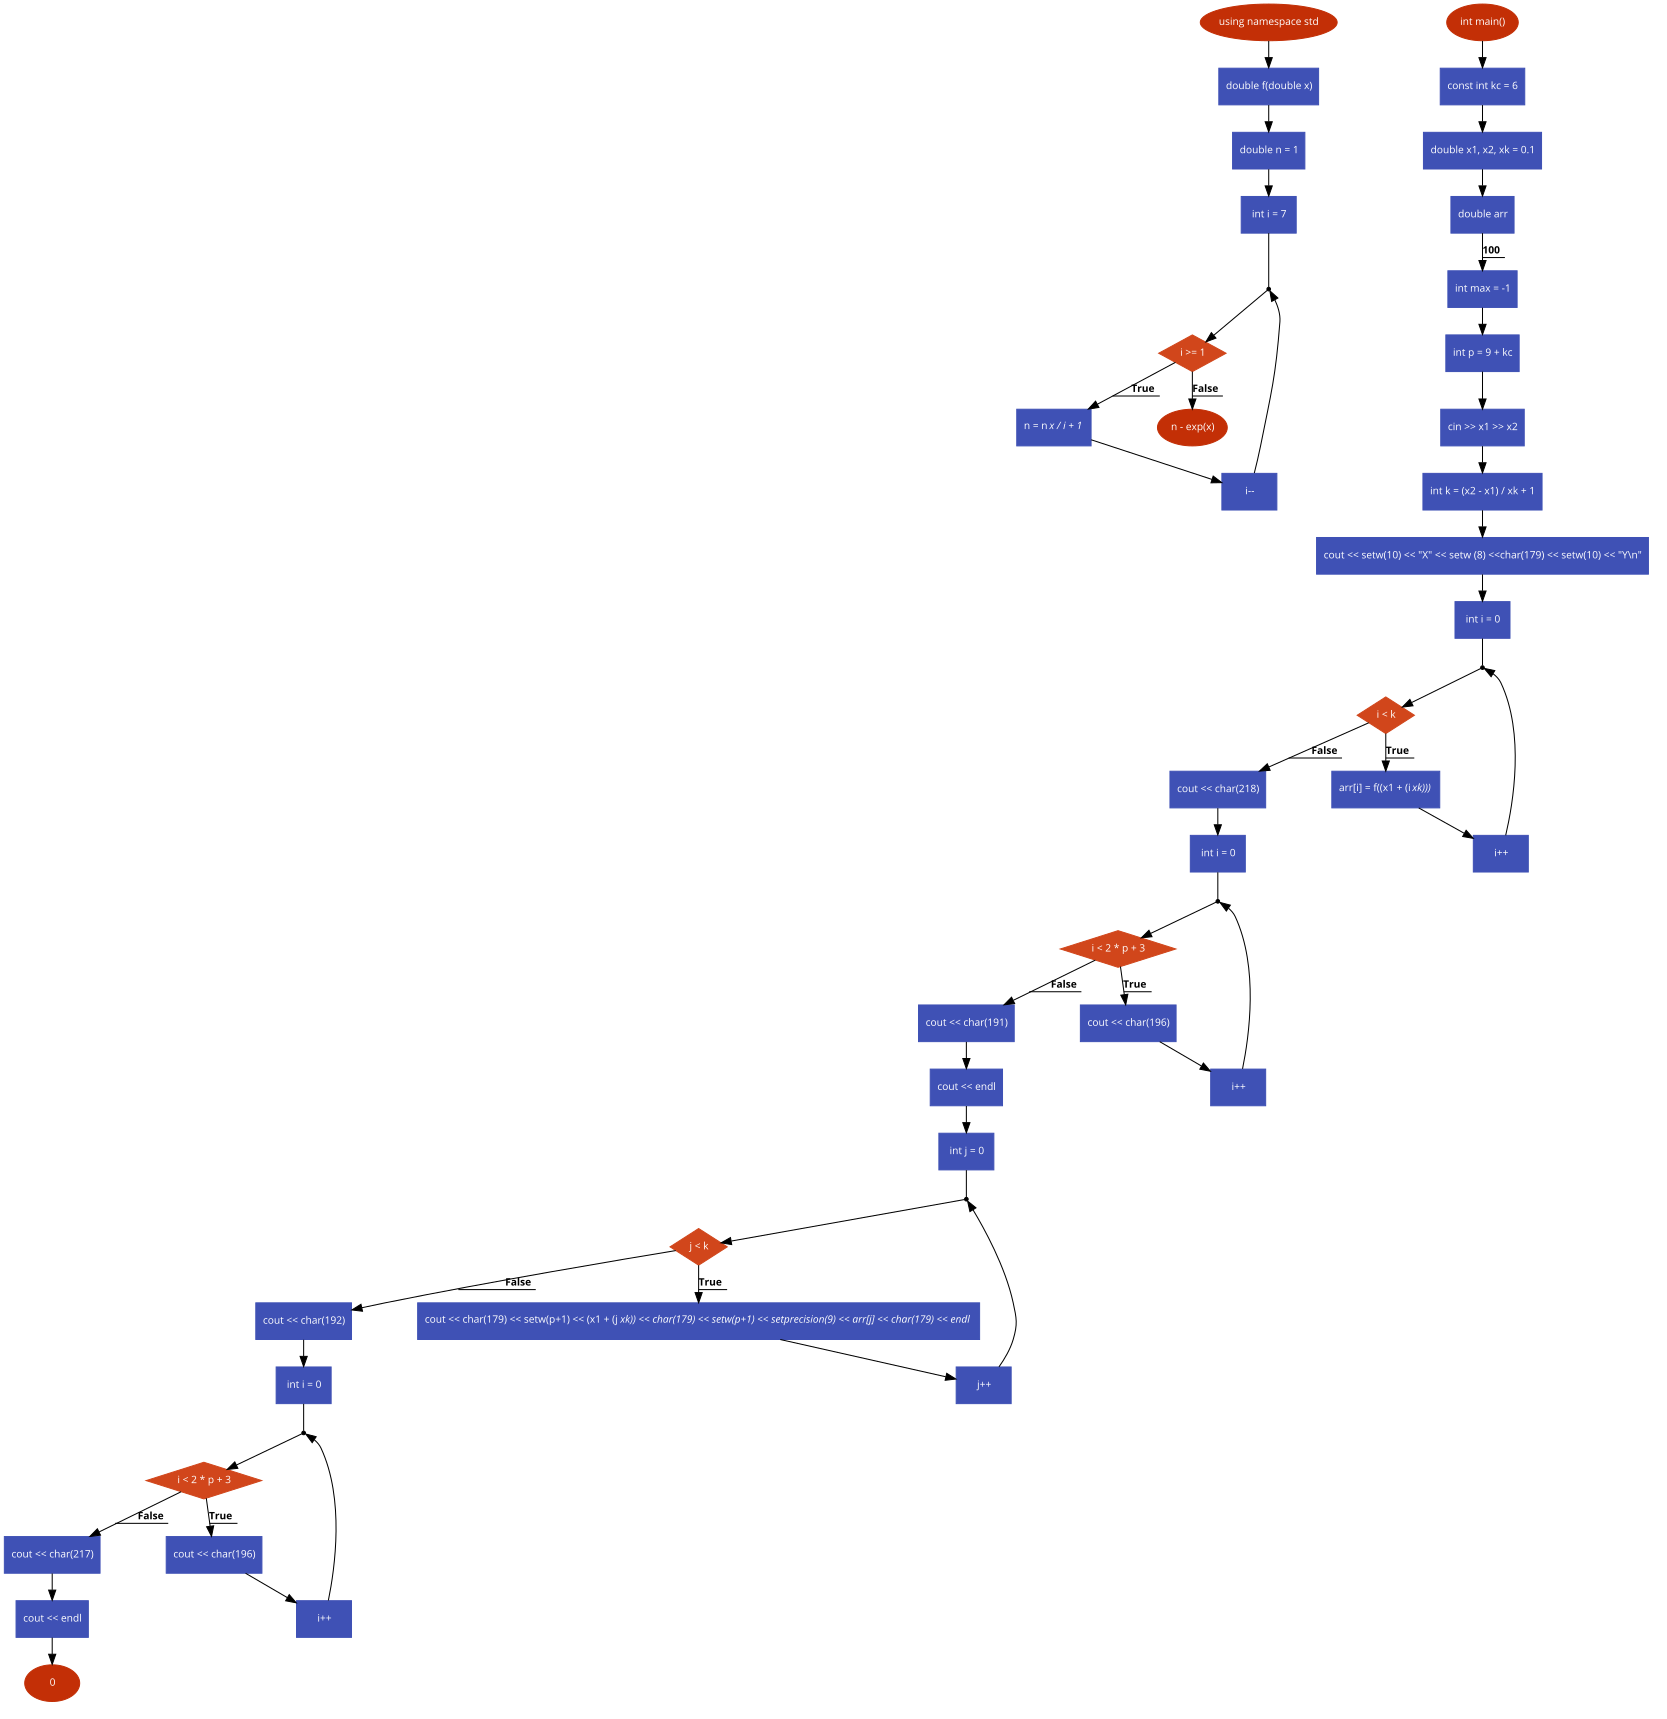 using namespace std
double f(double x)
double n = 1
int i = 7
i >= 1
True
False
n = n x / i + 1
n - exp(x)
i--
int main()
const int kc = 6
double x1, x2, xk = 0.1
double arr
100
int max = -1
int p = 9 + kc
cin >> x1 >> x2
int k = (x2 - x1) / xk + 1
cout << setw(10) << "X" << setw (8) <<char(179) << setw(10) << "Y\n"
int i = 0
i < k
False
True
cout << char(218)
arr[i] = f((x1 + (i xk)))
i++
int i = 0
i < 2 * p + 3
False
True
cout << char(191)
cout << char(196)
i++
cout << endl
int j = 0
j < k
False
True
cout << char(192)
cout << char(179) << setw(p+1) << (x1 + (j xk)) << char(179) << setw(p+1) << setprecision(9) << arr[j] << char(179) << endl
j++
int i = 0
i < 2 * p + 3
False
True
cout << char(217)
cout << char(196)
i++
cout << endl
0